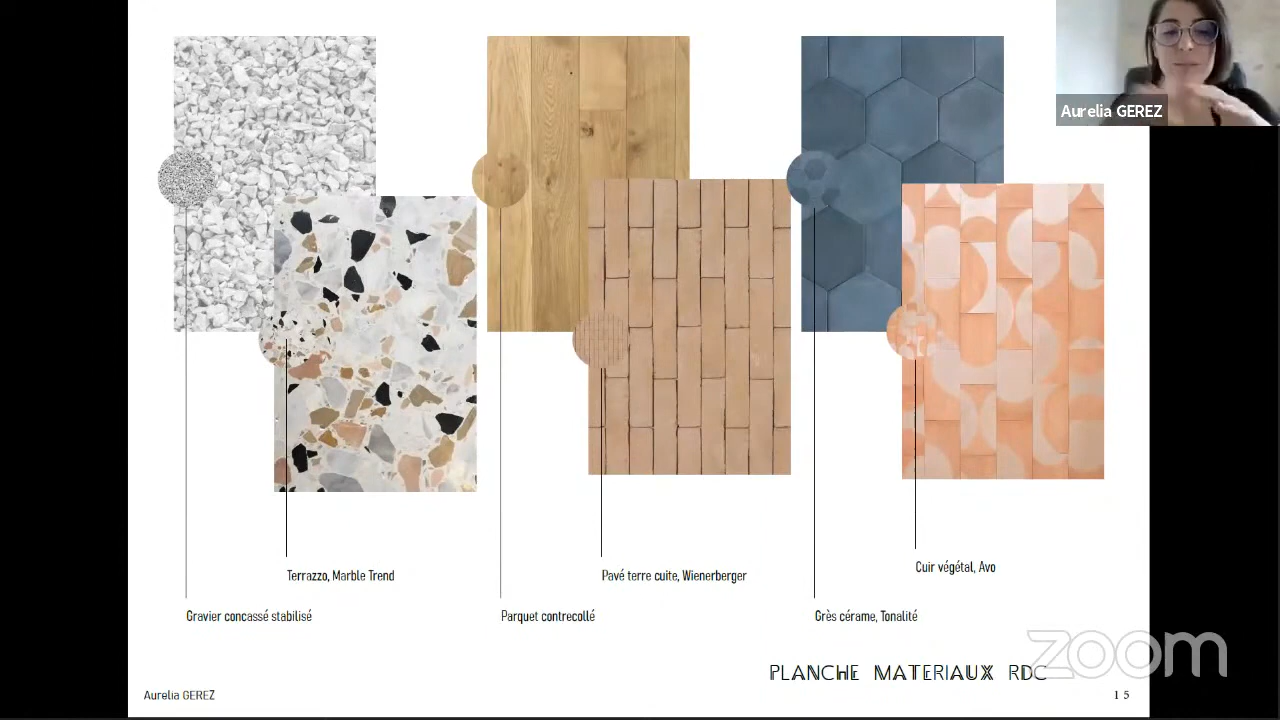 Aurelia GEREZ
Terrazzo, Marble Trend
Pavé terre cuite, Wienerberger
Cuir végétal, Avo
Gravier concassé stabilisé
Parquet contrecollé
Grès cérame, Tonalité
zoom
PLANCHE MATERIAUX RDC
Aurelia GEREZ
15